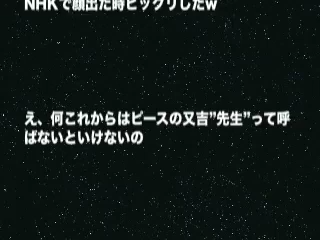 NHKで顔出た時ビックリしたw
え、何これからはピースの又吉”先生”って呼
ばないといけないの